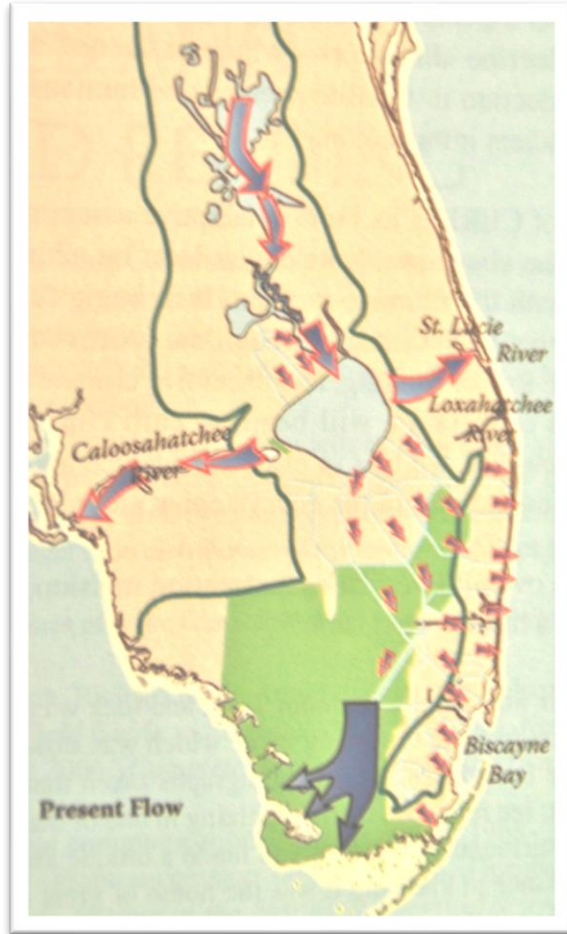 St. Lucie
River
Loxahatchee
River
Caloosahatchee
River
Biscayne
Bay
Present Flow